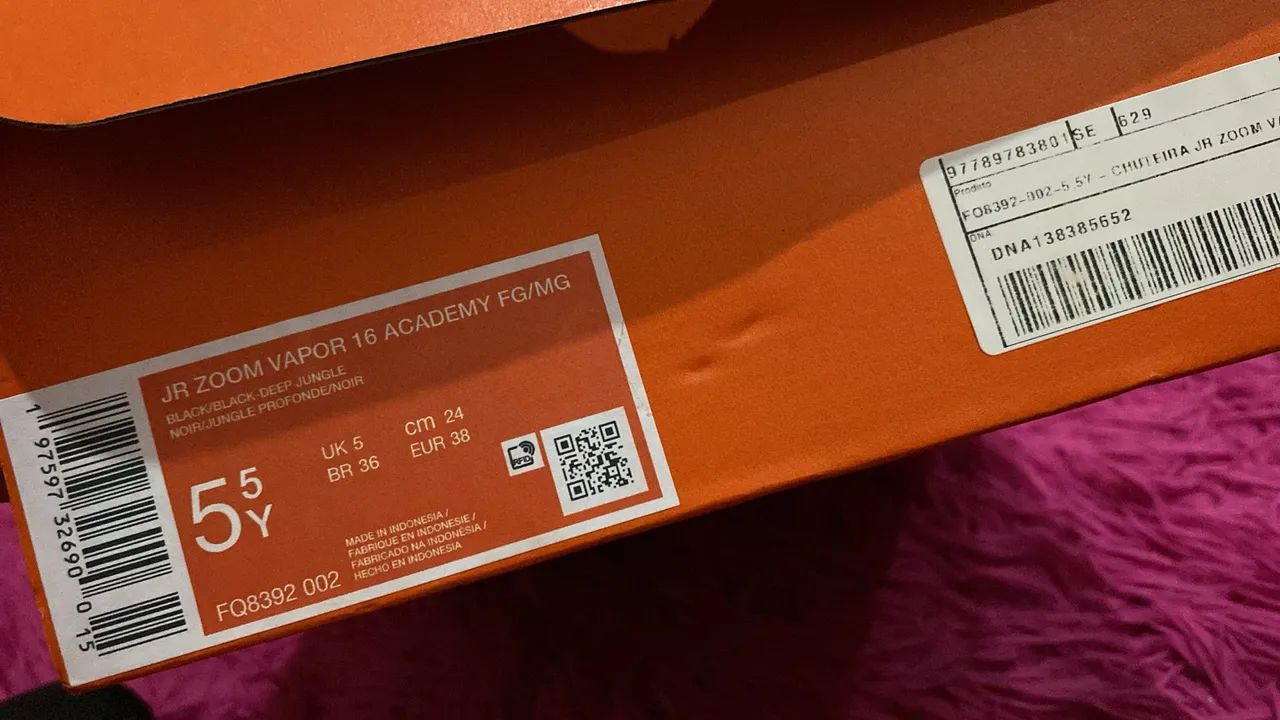 JR ZOOM VAPOR 16 ACADEMY FG/MG
BLACK/BLACK-DEEP JUNGLE
NOIR/JUNGLE PROFONDE/NOIR
5 5 Y
UK 5
BR 36
cm 24
EUR 38
RFID
MADE IN INDONESIA /
FABRIQUE EN INDONESIE /
FABRICADO NA INDONÉSIA /
HECHO EN INDONESIA
FQ8392 002
1 97597 32690 0 15
97789783801 SE 629
Produto
FQ8392-002-5.5Y - CHUTEIRA JR ZOOM
DNA
DNA138385652